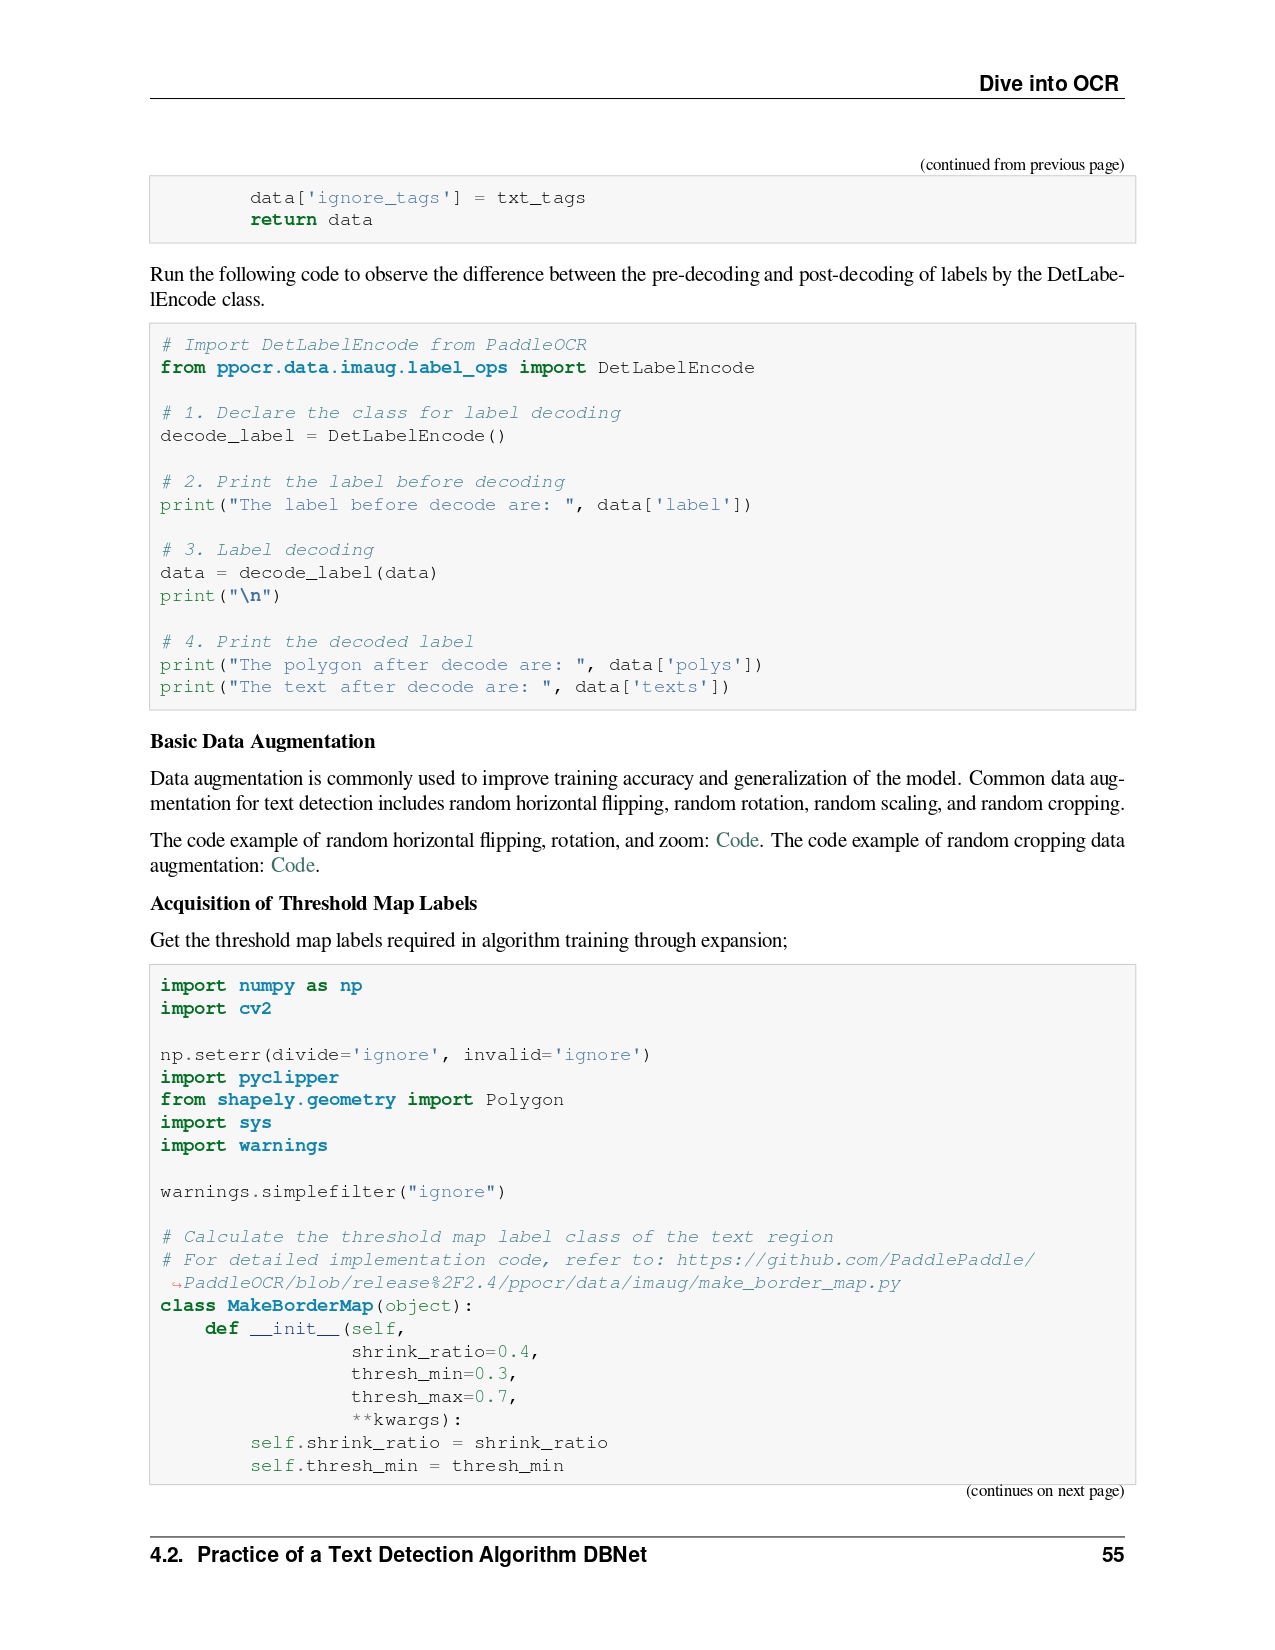 Dive into OCR
(continued from previous page)
        data['ignore_tags'] = txt_tags
        return data
Run the following code to observe the difference between the pre-decoding and post-decoding of labels by the DetLabe-
lEncode class.
# Import DetLabelEncode from PaddleOCR
from ppocr.data.imaug.label_ops import DetLabelEncode
# 1. Declare the class for label decoding
decode_label = DetLabelEncode()
# 2. Print the label before decoding
print("The label before decode are: ", data['label'])
# 3. Label decoding
data = decode_label(data)
print("\n")
# 4. Print the decoded label
print("The polygon after decode are: ", data['polys'])
print("The text after decode are: ", data['texts'])
Basic Data Augmentation
Data augmentation is commonly used to improve training accuracy and generalization of the model. Common data aug-
mentation for text detection includes random horizontal flipping, random rotation, random scaling, and random cropping.
The code example of random horizontal flipping, rotation, and zoom: Code. The code example of random cropping data
augmentation: Code.
Acquisition of Threshold Map Labels
Get the threshold map labels required in algorithm training through expansion;
import numpy as np
import cv2
np.seterr(divide='ignore', invalid='ignore')
import pyclipper
from shapely.geometry import Polygon
import sys
import warnings
warnings.simplefilter("ignore")
# Calculate the threshold map label class of the text region
# For detailed implementation code, refer to: https://github.com/PaddlePaddle/
↪PaddleOCR/blob/release%2F2.4/ppocr/data/imaug/make_border_map.py
class MakeBorderMap(object):
    def __init__(self,
                 shrink_ratio=0.4,
                 thresh_min=0.3,
                 thresh_max=0.7,
                 **kwargs):
        self.shrink_ratio = shrink_ratio
        self.thresh_min = thresh_min
(continues on next page)
4.2. Practice of a Text Detection Algorithm DBNet 55